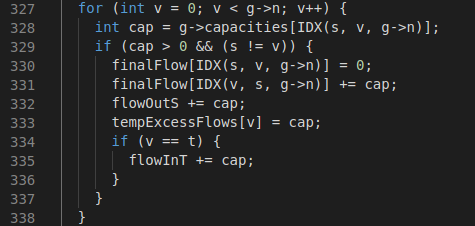 327 for (int v = 0; v < g->n; v++) {
328 int cap = g->capacities[IDX(s, v, g->n)];
329 if (cap > 0 && (s != v)) {
330 finalFlow[IDX(s, v, g->n)] = 0;
331 finalFlow[IDX(v, s, g->n)] += cap;
332 flowOutS += cap;
333 tempExcessFlows[v] = cap;
334 if (v == t) {
335 flowInT += cap;
336 }
337 }
338 }